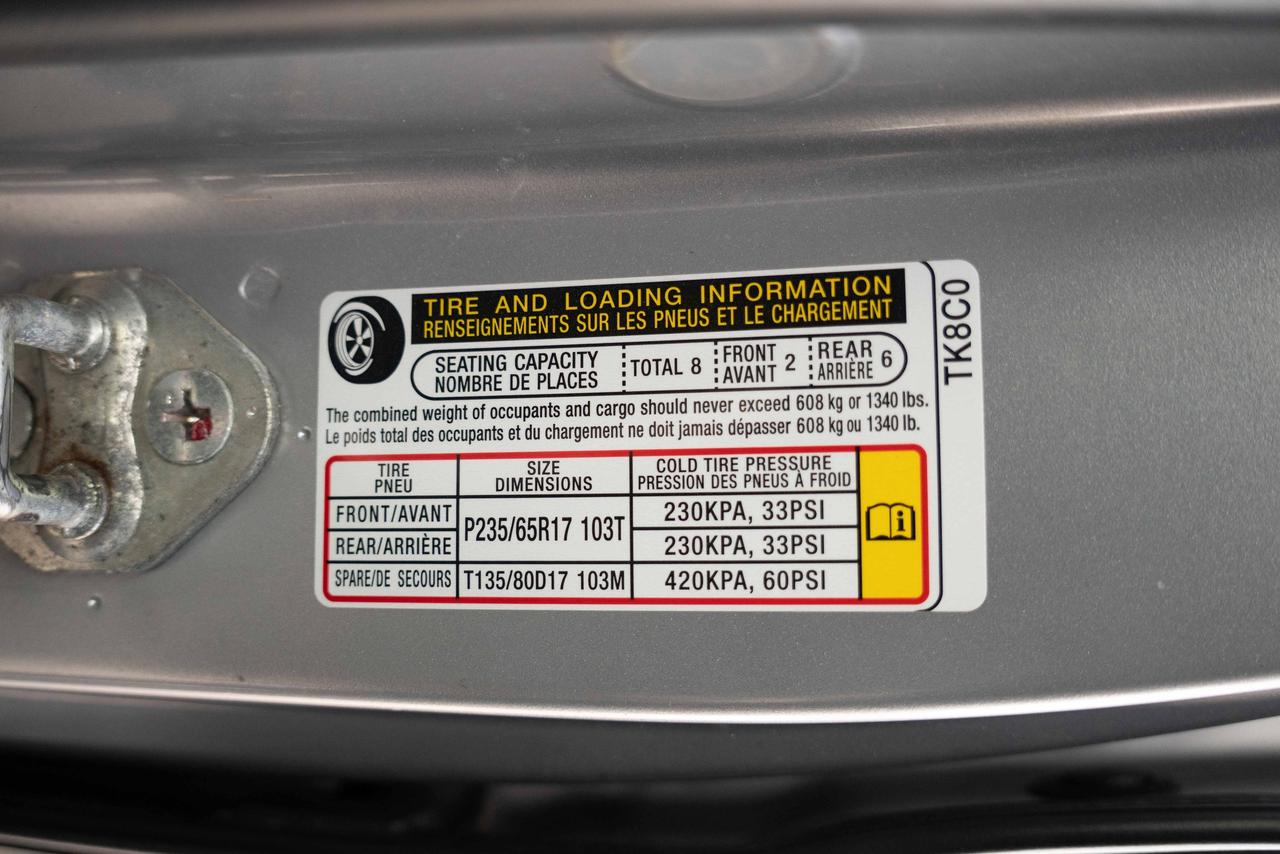 TIRE AND LOADING INFORMATION
RENSEIGNEMENTS SUR LES PNEUS ET LE CHARGEMENT
SEATING CAPACITY
NOMBRE DE PLACES
TOTAL 8
FRONT
AVANT 2
REAR
ARRIÈRE 6
The combined weight of occupants and cargo should never exceed 608 kg or 1340 lbs.
Le poids total des occupants et du chargement ne doit jamais dépasser 608 kg ou 1340 lb.
TIRE
PNEU
SIZE
DIMENSIONS
COLD TIRE PRESSURE
PRESSION DES PNEUS À FROID
FRONT/AVANT
P235/65R17 103T
230KPA, 33PSI
REAR/ARRIÈRE
230KPA, 33PSI
SPARE/DE SECOURS
T135/80D17 103M
420KPA, 60PSI
TK8C0